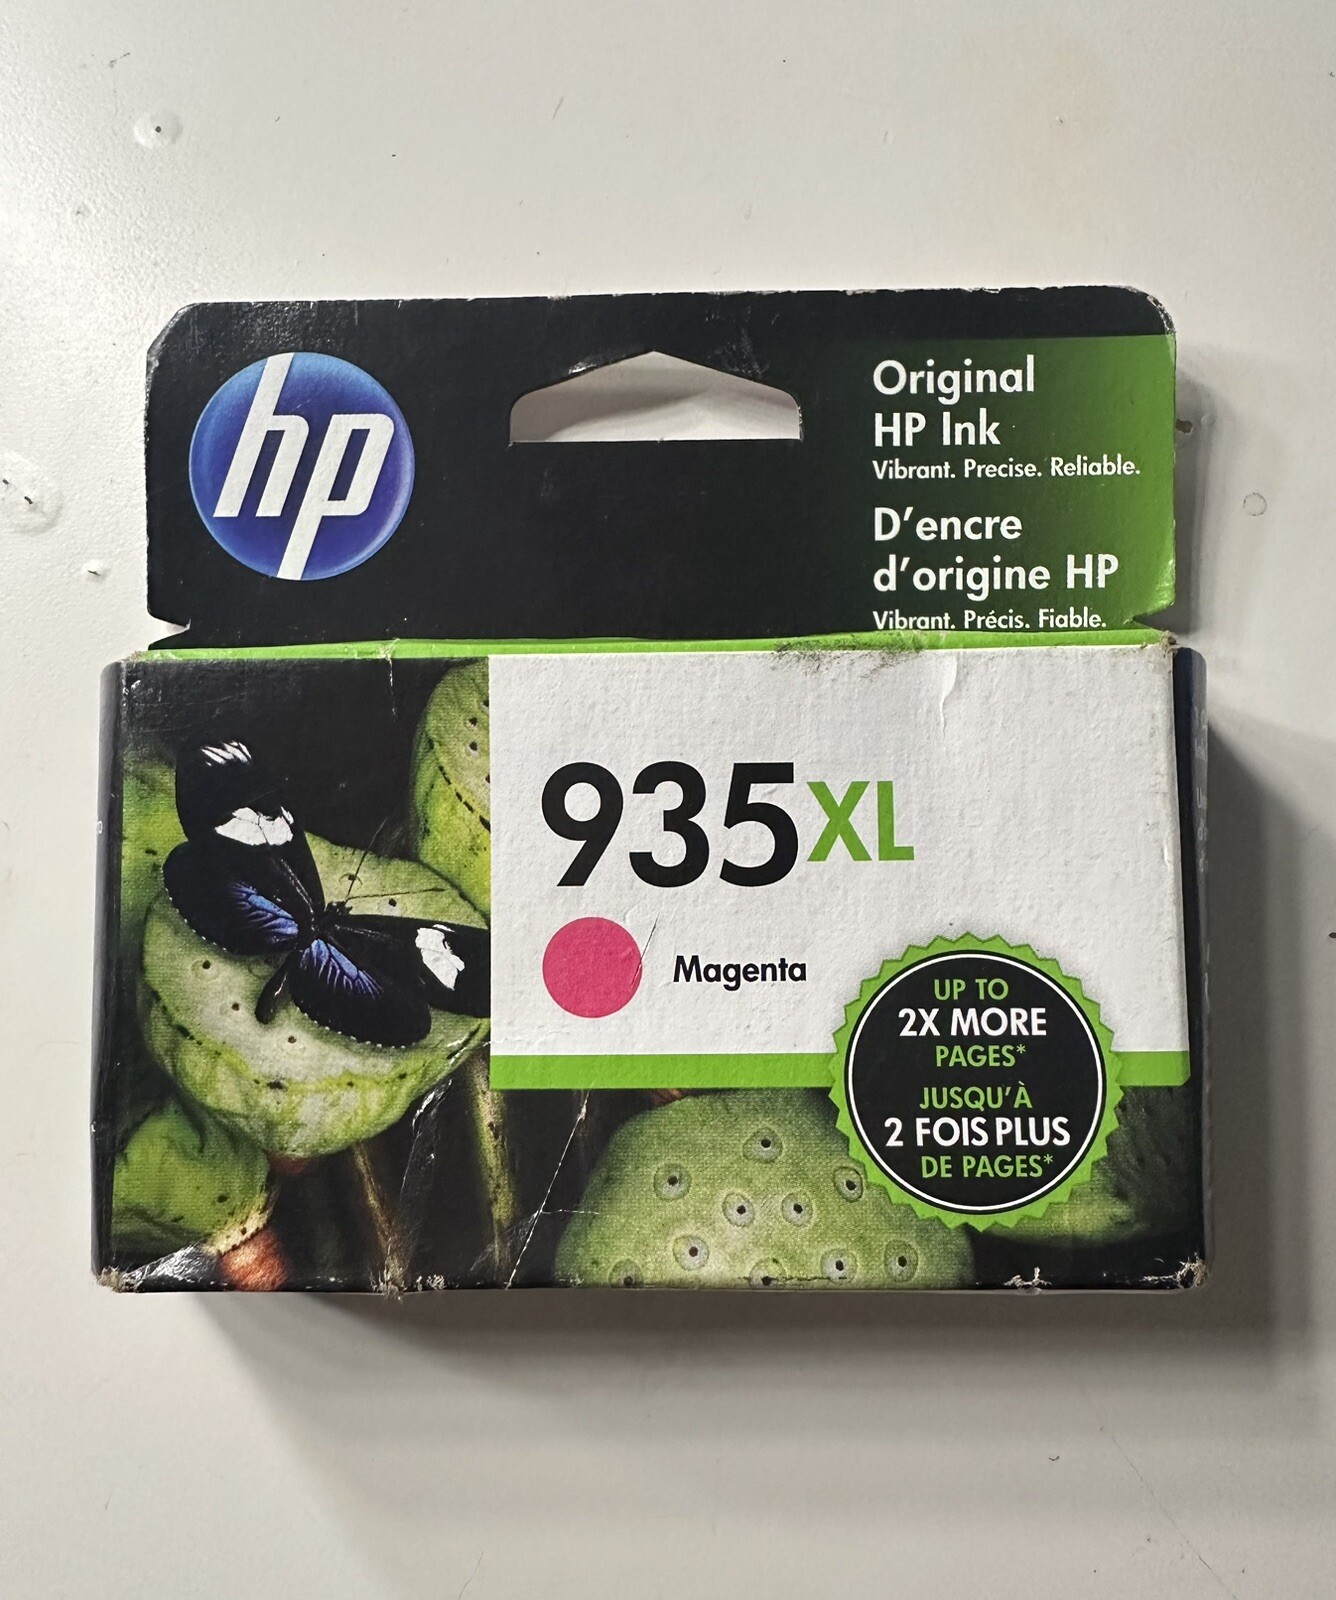 hp
Original
HP Ink
Vibrant. Precise. Reliable.
D'encre
d'origine HP
Vibrant. Précis. Fiable.
935XL
Magenta
UP TO
2X MORE
PAGES*
JUSQU'À
2 FOIS PLUS
DE PAGES*